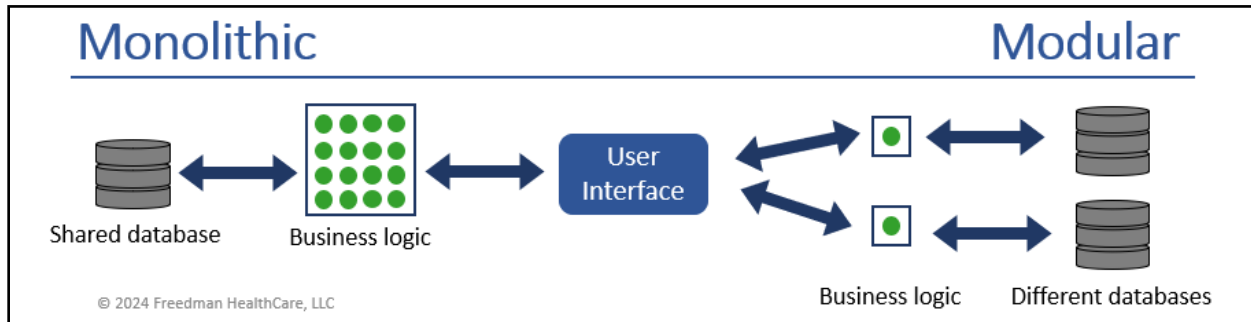 Monolithic
Modular
User
Interface
Shared database
Business logic
Business logic
Different databases
© 2024 Freedman HealthCare, LLC